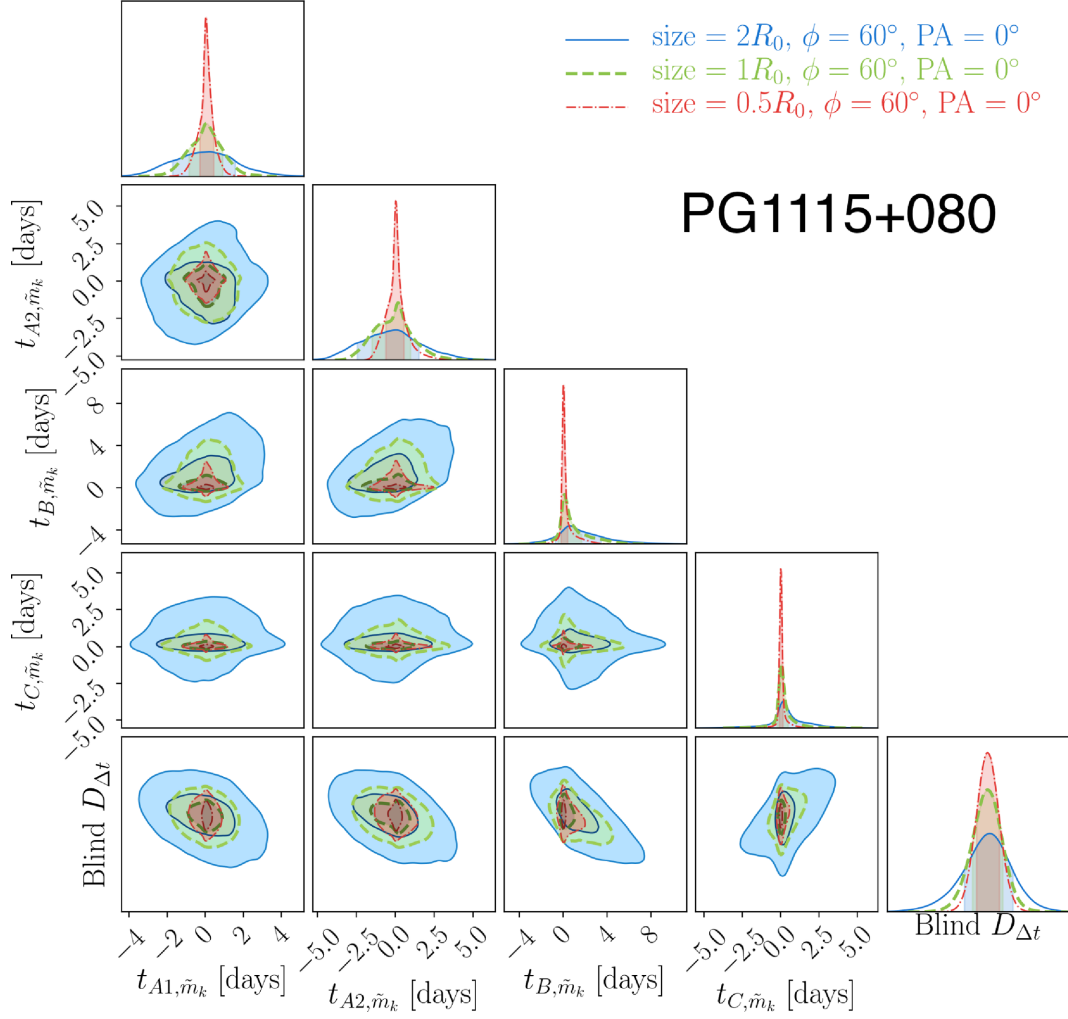 size = 2R₀, ϕ = 60°, PA = 0°
size = 1R₀, ϕ = 60°, PA = 0°
size = 0.5R₀, ϕ = 60°, PA = 0°
PG1115+080
t_{A2,m̃_k} [days]
5.0
2.5
0.0
−2.5
−5.0
t_{B,m̃_k} [days]
8
4
0
−4
t_{C,m̃_k} [days]
5.0
2.5
0.0
−2.5
−5.0
Blind D_{Δt}
−4 −2 0 2 4
t_{A1,m̃_k} [days]
−5.0 −2.5 0.0 2.5 5.0
t_{A2,m̃_k} [days]
−4 0 4 8
t_{B,m̃_k} [days]
−5.0 −2.5 0.0 2.5 5.0
t_{C,m̃_k} [days]
Blind D_{Δt}